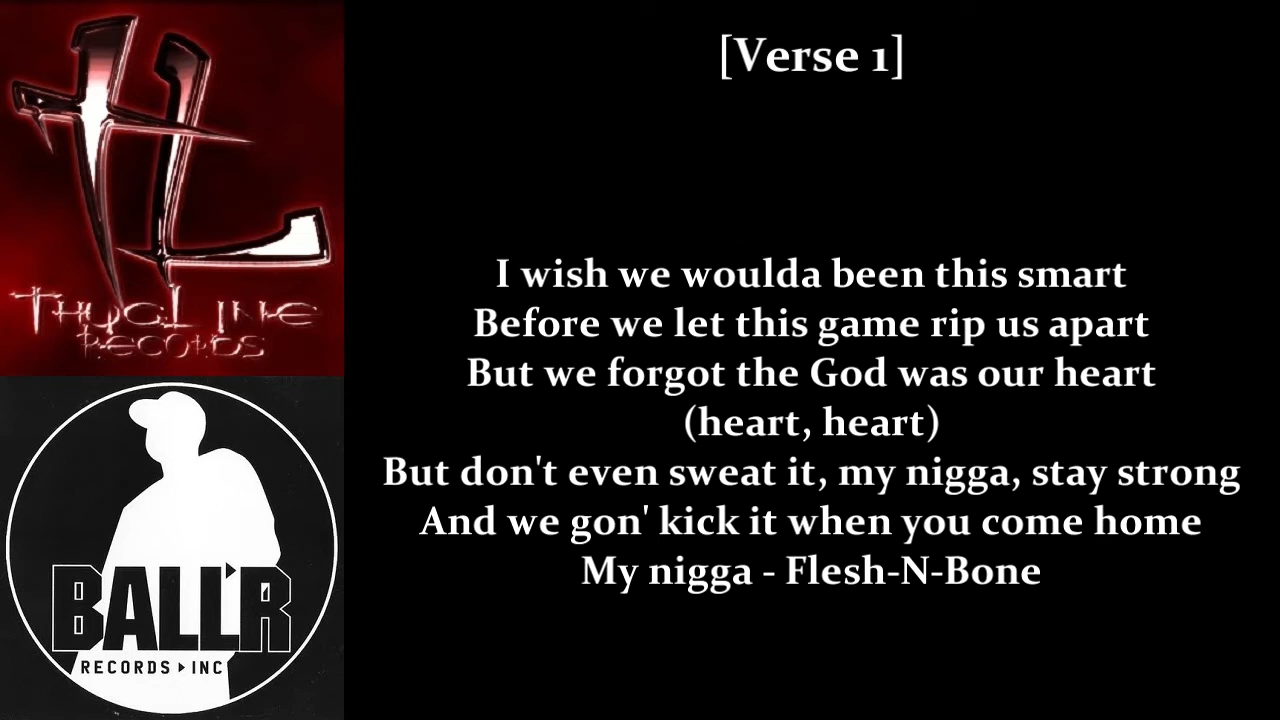 THUGLINE
RECORDS
BALL'R
RECORDS INC
[Verse 1]
I wish we woulda been this smart
Before we let this game rip us apart
But we forgot the God was our heart
(heart, heart)
But don't even sweat it, my nigga, stay strong
And we gon' kick it when you come home
My nigga - Flesh-N-Bone